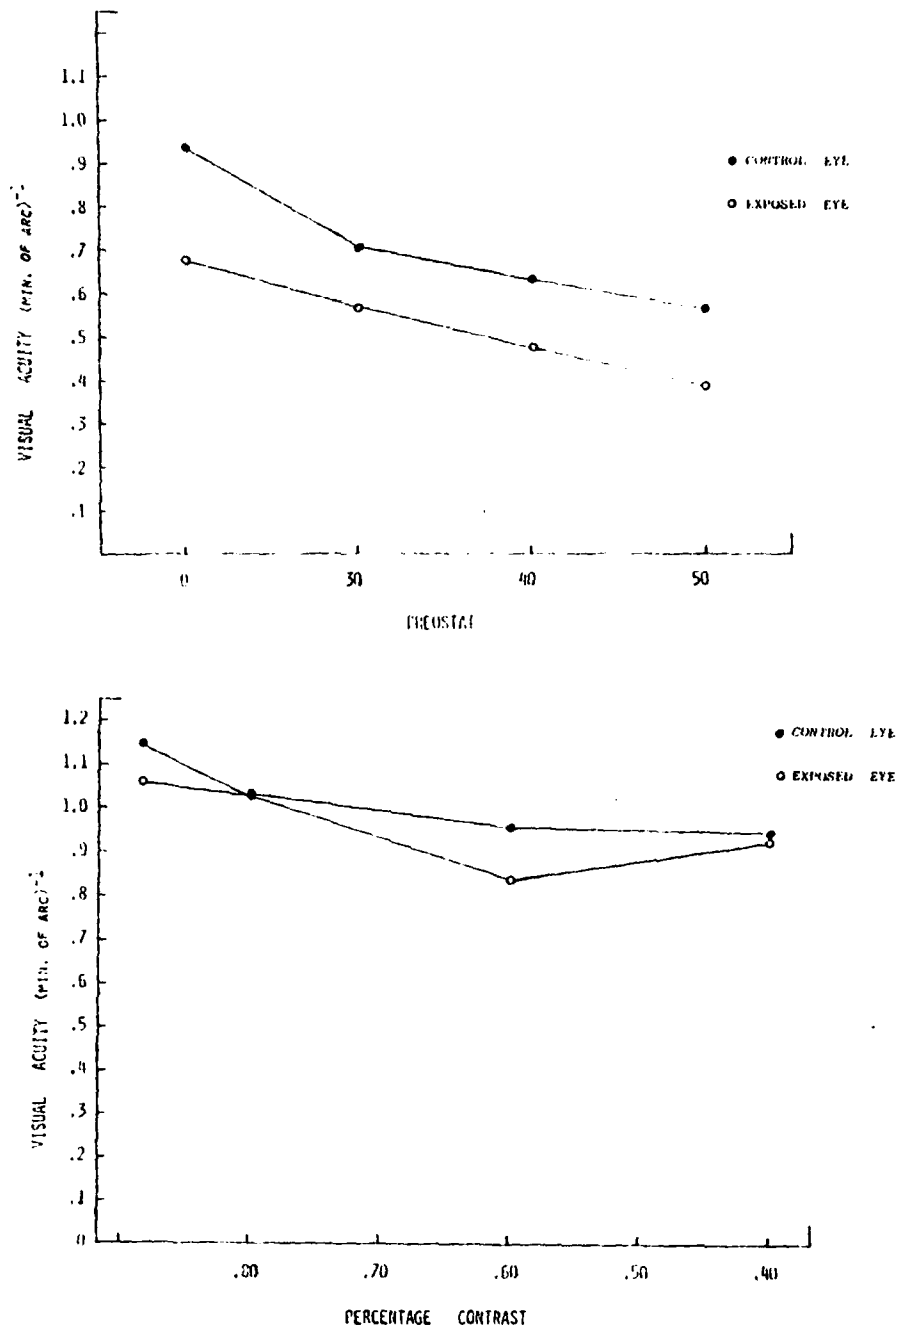 1.1
1.0
.9
.8
.7
.6
.5
.4
.3
.2
.1
VISUAL ACUITY (MIN. OF ARC)⁻¹
● CONTROL EYE
○ EXPOSED EYE
0 30 40 50
1.2
1.1
1.0
.9
.8
.7
.6
.5
.4
.3
.2
.1
0
VISUAL ACUITY (MIN. OF ARC)⁻¹
● CONTROL EYE
○ EXPOSED EYE
.80 .70 .60 .50 .40
PERCENTAGE CONTRAST